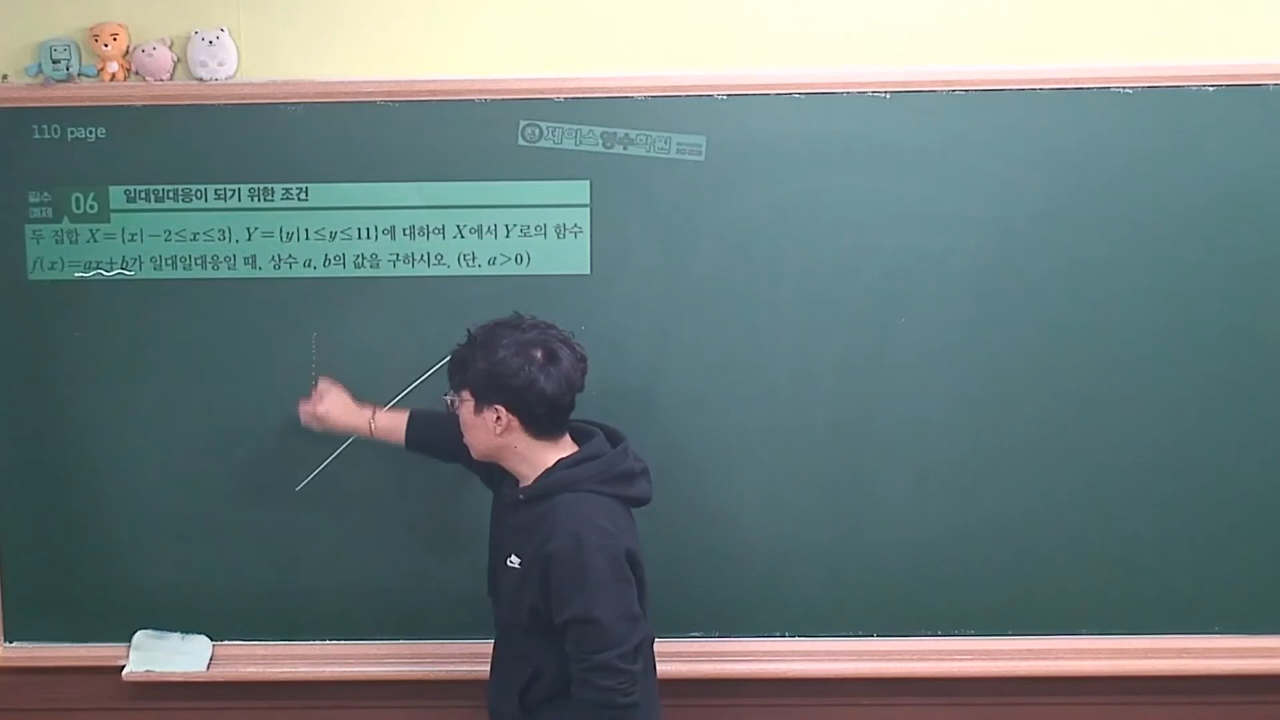 110 page
제이스영수학원
필수
예제
06 일대일대응이 되기 위한 조건
두 집합 X={x|-2≤x≤3}, Y={y|1≤y≤11}에 대하여 X에서 Y로의 함수
f(x)=ax+b가 일대일대응일 때, 상수 a, b의 값을 구하시오. (단, a>0)